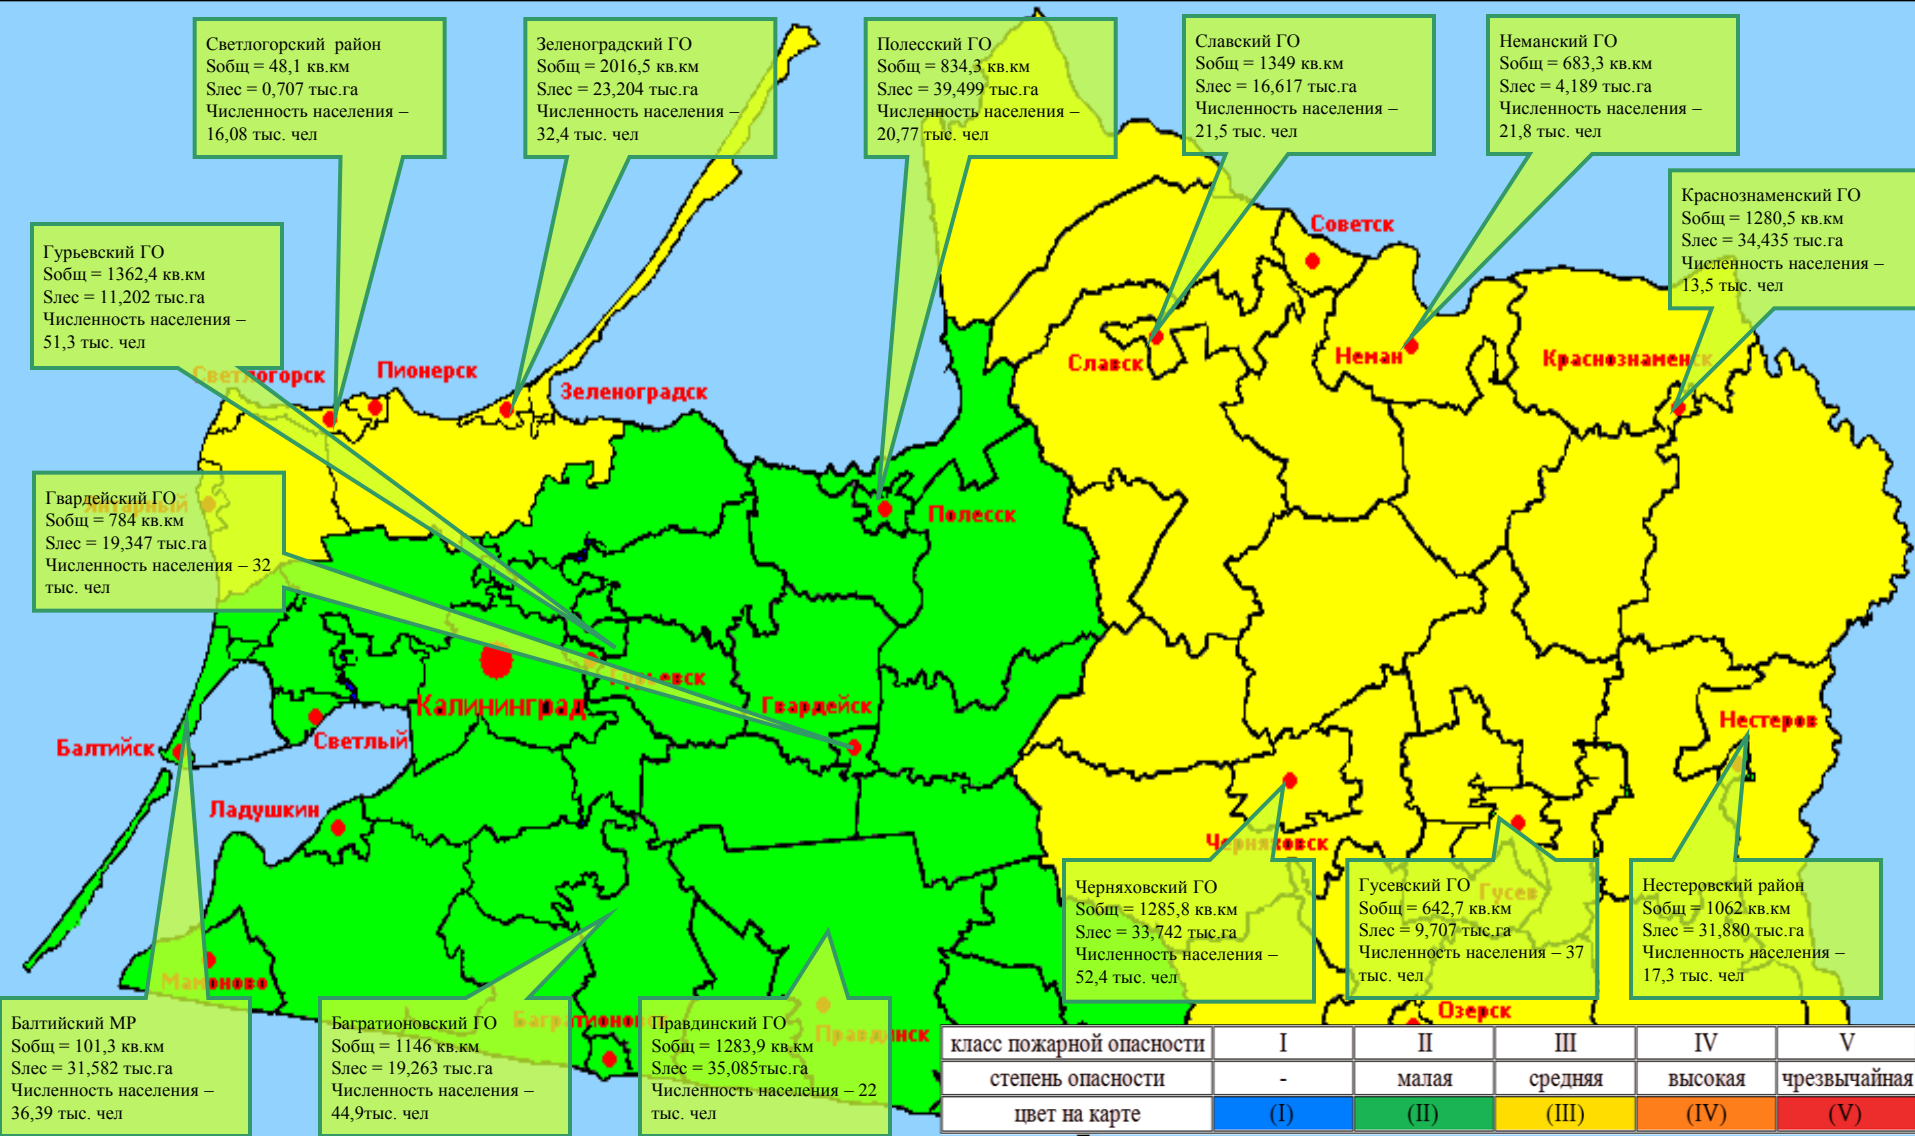 Светлогорский район
Sобщ = 48,1 кв.км
Sлес = 0,707 тыс.га
Численность населения –
16,08 тыс. чел
Зеленоградский ГО
Sобщ = 2016,5 кв.км
Sлес = 23,204 тыс.га
Численность населения –
32,4 тыс. чел
Полесский ГО
Sобщ = 834,3 кв.км
Sлес = 39,499 тыс.га
Численность населения –
20,77 тыс. чел
Славский ГО
Sобщ = 1349 кв.км
Sлес = 16,617 тыс.га
Численность населения –
21,5 тыс. чел
Неманский ГО
Sобщ = 683,3 кв.км
Sлес = 4,189 тыс.га
Численность населения –
21,8 тыс. чел
Краснознаменский ГО
Sобщ = 1280,5 кв.км
Sлес = 34,435 тыс.га
Численность населения –
13,5 тыс. чел
Гурьевский ГО
Sобщ = 1362,4 кв.км
Sлес = 11,202 тыс.га
Численность населения –
51,3 тыс. чел
Советск
Славск
Неман
Краснознаменск
Светлогорск
Пионерск
Зеленоградск
Гвардейский ГО
Sобщ = 784 кв.км
Sлес = 19,347 тыс.га
Численность населения – 32
тыс. чел
Янтарный
Полесск
Гурьевск
Калининград
Гвардейск
Нестеров
Балтийск
Светлый
Ладушкин
Черняховск
Гусев
Мамоново
Багратионовск
Правдинск
Озерск
Черняховский ГО
Sобщ = 1285,8 кв.км
Sлес = 33,742 тыс.га
Численность населения –
52,4 тыс. чел
Гусевский ГО
Sобщ = 642,7 кв.км
Sлес = 9,707 тыс.га
Численность населения – 37
тыс. чел
Нестеровский район
Sобщ = 1062 кв.км
Sлес = 31,880 тыс.га
Численность населения –
17,3 тыс. чел
Балтийский МР
Sобщ = 101,3 кв.км
Sлес = 31,582 тыс.га
Численность населения –
36,39 тыс. чел
Багратионовский ГО
Sобщ = 1146 кв.км
Sлес = 19,263 тыс.га
Численность населения –
44,9тыс. чел
Правдинский ГО
Sобщ = 1283,9 кв.км
Sлес = 35,085тыс.га
Численность населения – 22
тыс. чел
класс пожарной опасности I II III IV V
степень опасности - малая средняя высокая чрезвычайная
цвет на карте (I) (II) (III) (IV) (V)